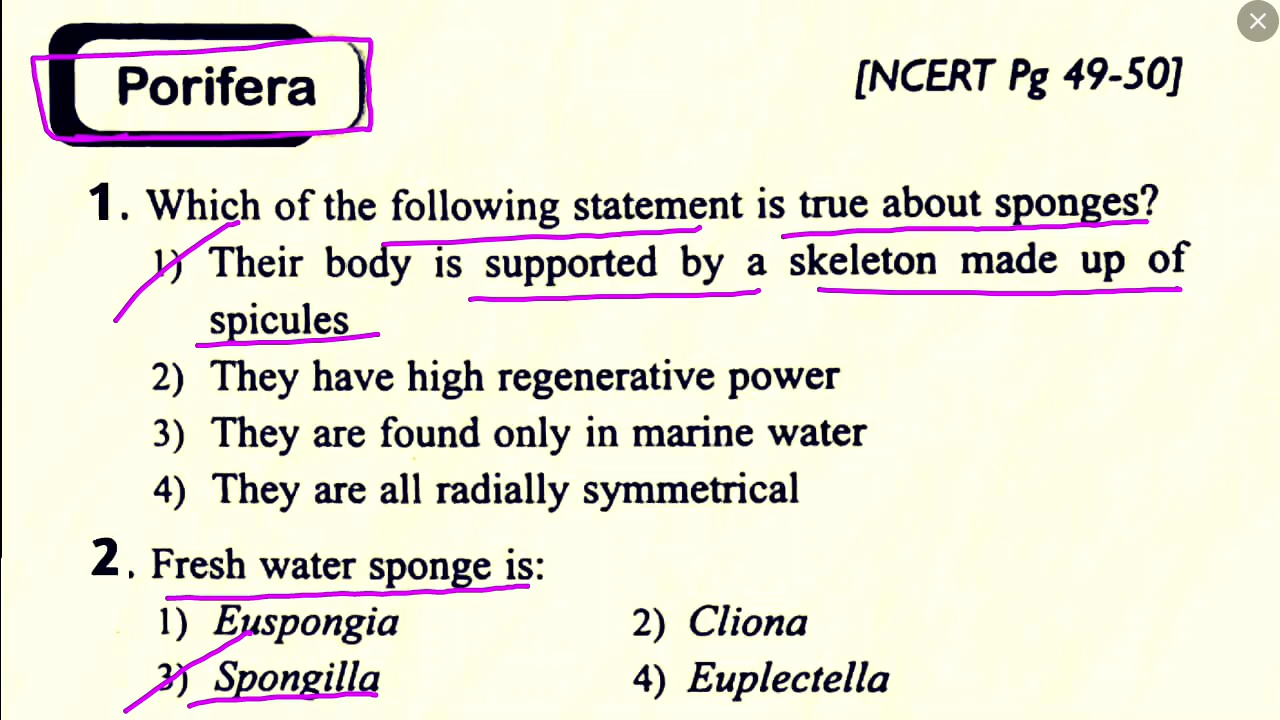 Porifera
[NCERT Pg 49-50]
1. Which of the following statement is true about sponges?
1) Their body is supported by a skeleton made up of
spicules
2) They have high regenerative power
3) They are found only in marine water
4) They are all radially symmetrical
2. Fresh water sponge is:
1) Euspongia 2) Cliona
3) Spongilla 4) Euplectella